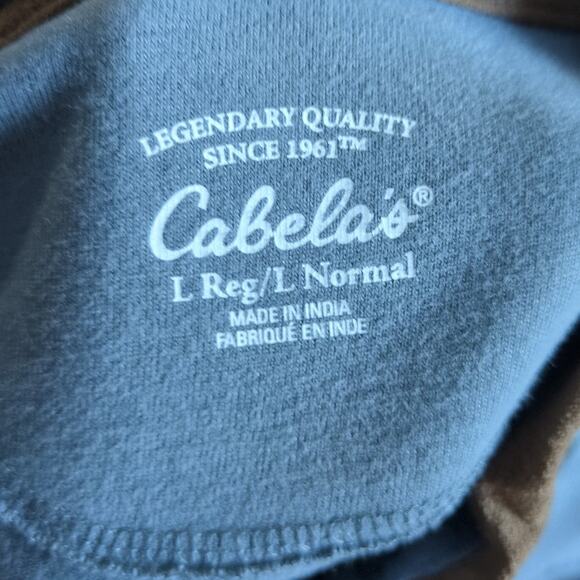 LEGENDARY QUALITY
SINCE 1961™
Cabela's®
L Reg/L Normal
MADE IN INDIA
FABRIQUÉ EN INDE